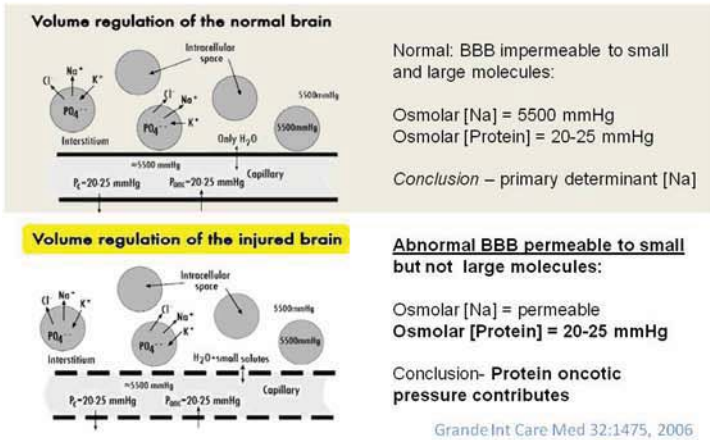 Volume regulation of the normal brain
Intracellular
space
Cl⁻
Na⁺
K⁺
PO₄⁻⁻
Interstitium
Cl⁻
Na⁺
K⁺
PO₄⁻⁻
5500mmHg
5500mmHg
Only H₂O
≈5500 mmHg
Capillary
Pc=20-25 mmHg
Ponc=20-25 mmHg
Normal: BBB impermeable to small
and large molecules:
Osmolar [Na] = 5500 mmHg
Osmolar [Protein] = 20-25 mmHg
Conclusion – primary determinant [Na]
Volume regulation of the injured brain
Intracellular
space
Cl⁻
Na⁺
K⁺
PO₄⁻⁻
Interstitium
Cl⁻
Na⁺
K⁺
PO₄⁻⁻
5500mmHg
5500mmHg
H₂O+small solutes
≈5500 mmHg
Capillary
Pc=20-25 mmHg
Ponc=20-25 mmHg
Abnormal BBB permeable to small
but not large molecules:
Osmolar [Na] = permeable
Osmolar [Protein] = 20-25 mmHg
Conclusion- Protein oncotic
pressure contributes
Grande Int Care Med 32:1475, 2006